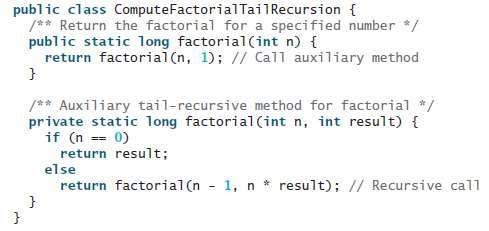 public class ComputeFactorialTailRecursion {
  /** Return the factorial for a specified number */
  public static long factorial(int n) {
    return factorial(n, 1); // Call auxiliary method
  }

  /** Auxiliary tail-recursive method for factorial */
  private static long factorial(int n, int result) {
    if (n == 0)
      return result;
    else
      return factorial(n - 1, n * result); // Recursive call
  }
}